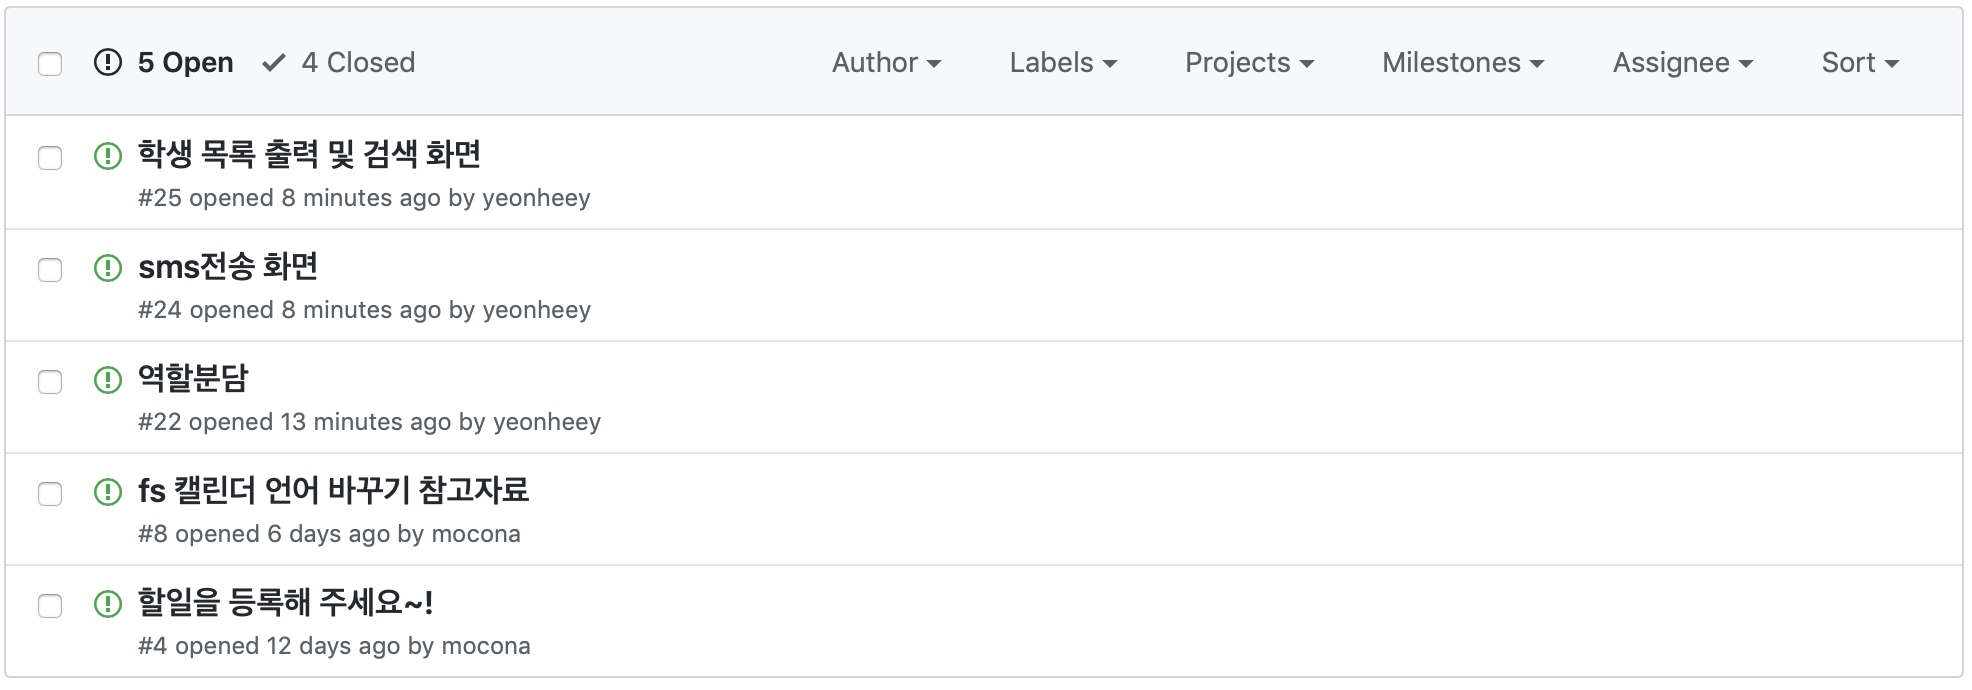 5 Open 4 Closed Author Labels Projects Milestones Assignee Sort
학생 목록 출력 및 검색 화면
#25 opened 8 minutes ago by yeonheey
sms전송 화면
#24 opened 8 minutes ago by yeonheey
역할분담
#22 opened 13 minutes ago by yeonheey
fs 캘린더 언어 바꾸기 참고자료
#8 opened 6 days ago by mocona
할일을 등록해 주세요~!
#4 opened 12 days ago by mocona